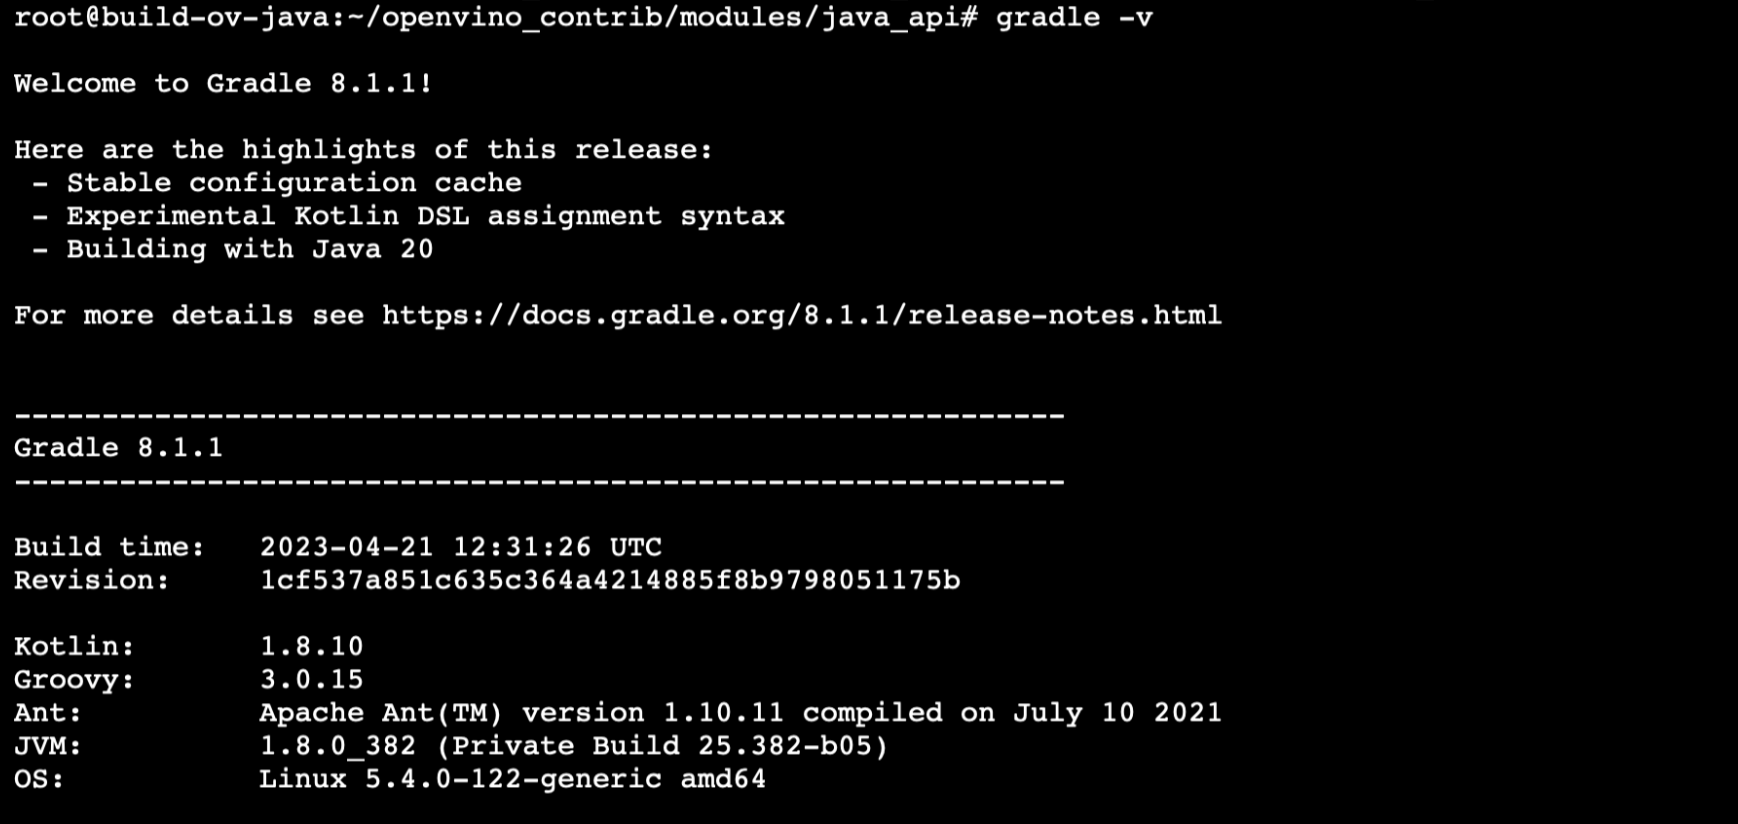 root@build-ov-java:~/openvino_contrib/modules/java_api# gradle -v
Welcome to Gradle 8.1.1!
Here are the highlights of this release:
- Stable configuration cache
- Experimental Kotlin DSL assignment syntax
- Building with Java 20
For more details see https://docs.gradle.org/8.1.1/release-notes.html
------------------------------------------------------------
Gradle 8.1.1
------------------------------------------------------------
Build time:   2023-04-21 12:31:26 UTC
Revision:     1cf537a851c635c364a4214885f8b9798051175b
Kotlin:       1.8.10
Groovy:       3.0.15
Ant:          Apache Ant(TM) version 1.10.11 compiled on July 10 2021
JVM:          1.8.0_382 (Private Build 25.382-b05)
OS:           Linux 5.4.0-122-generic amd64